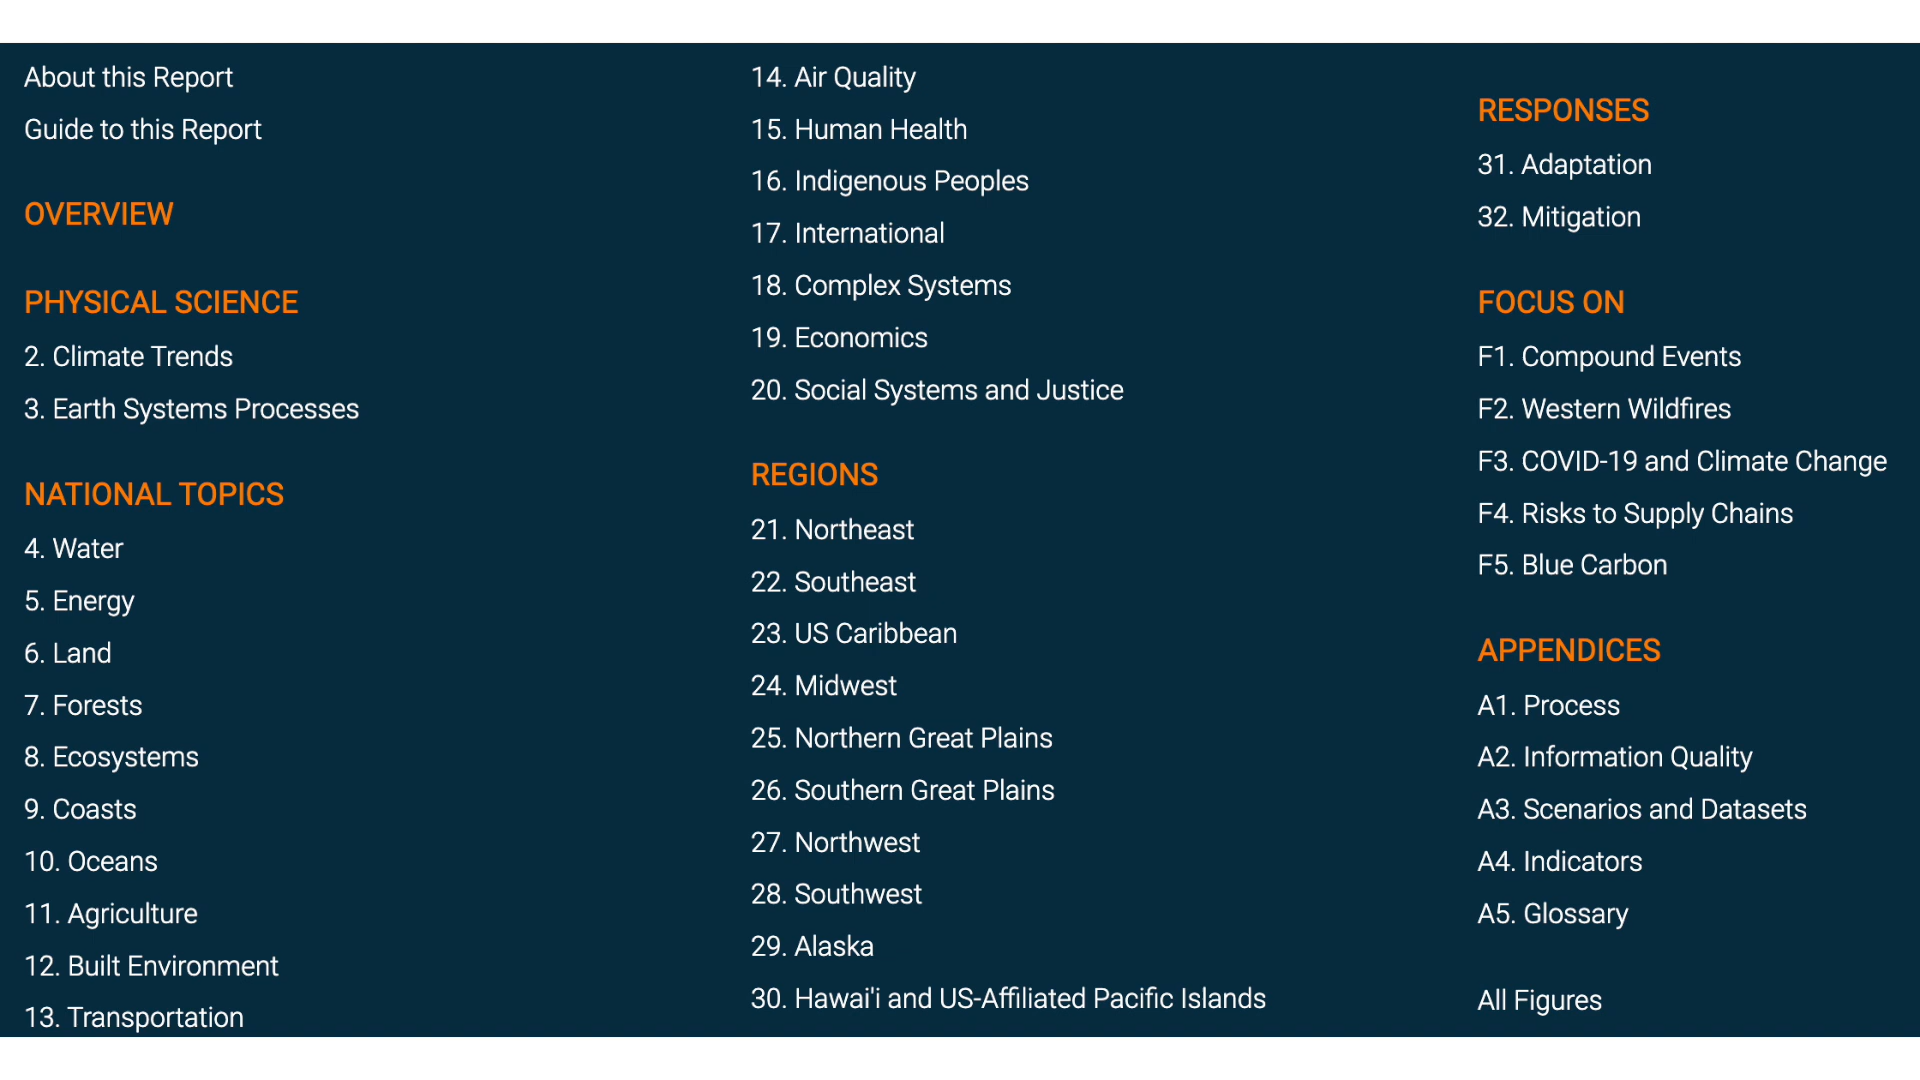 About this Report
Guide to this Report
OVERVIEW
PHYSICAL SCIENCE
2. Climate Trends
3. Earth Systems Processes
NATIONAL TOPICS
4. Water
5. Energy
6. Land
7. Forests
8. Ecosystems
9. Coasts
10. Oceans
11. Agriculture
12. Built Environment
13. Transportation
14. Air Quality
15. Human Health
16. Indigenous Peoples
17. International
18. Complex Systems
19. Economics
20. Social Systems and Justice
REGIONS
21. Northeast
22. Southeast
23. US Caribbean
24. Midwest
25. Northern Great Plains
26. Southern Great Plains
27. Northwest
28. Southwest
29. Alaska
30. Hawai'i and US-Affiliated Pacific Islands
RESPONSES
31. Adaptation
32. Mitigation
FOCUS ON
F1. Compound Events
F2. Western Wildfires
F3. COVID-19 and Climate Change
F4. Risks to Supply Chains
F5. Blue Carbon
APPENDICES
A1. Process
A2. Information Quality
A3. Scenarios and Datasets
A4. Indicators
A5. Glossary
All Figures